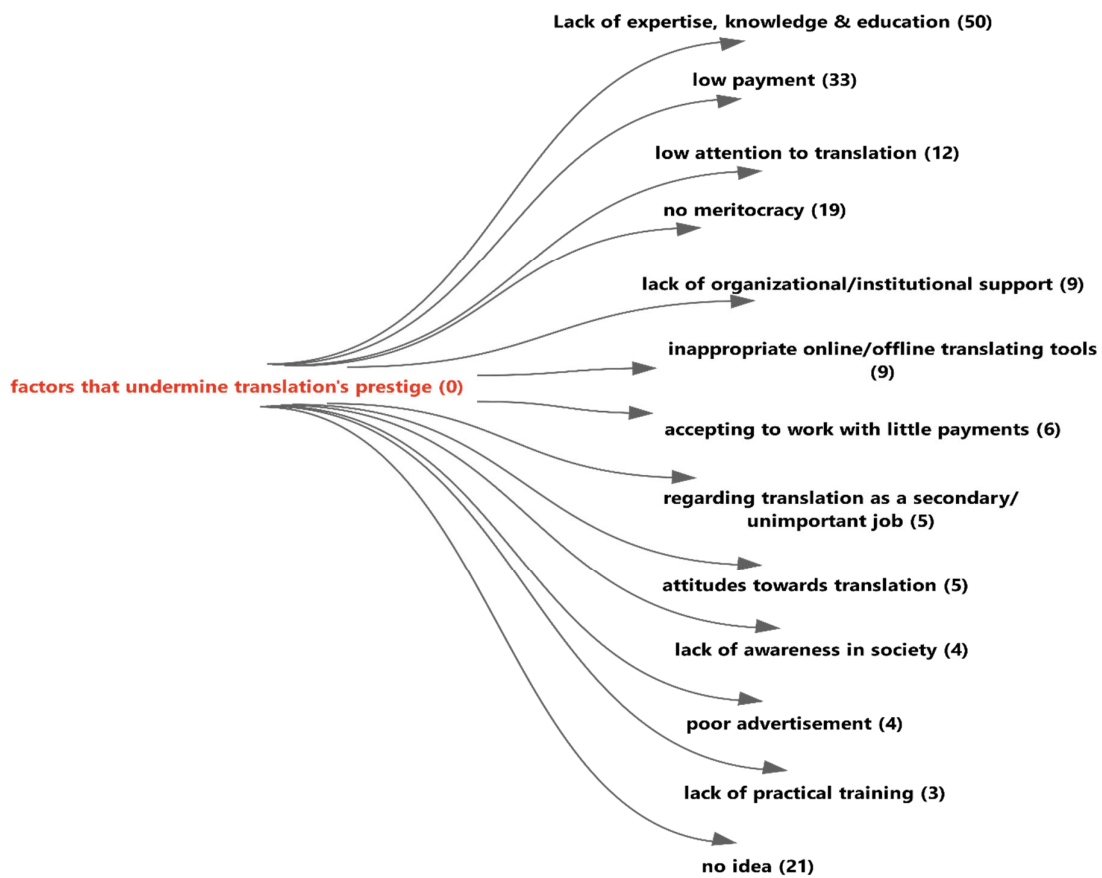 Lack of expertise, knowledge & education (50)
low payment (33)
low attention to translation (12)
no meritocracy (19)
lack of organizational/institutional support (9)
inappropriate online/offline translating tools
(9)
factors that undermine translation's prestige (0)
accepting to work with little payments (6)
regarding translation as a secondary/
unimportant job (5)
attitudes towards translation (5)
lack of awareness in society (4)
poor advertisement (4)
lack of practical training (3)
no idea (21)